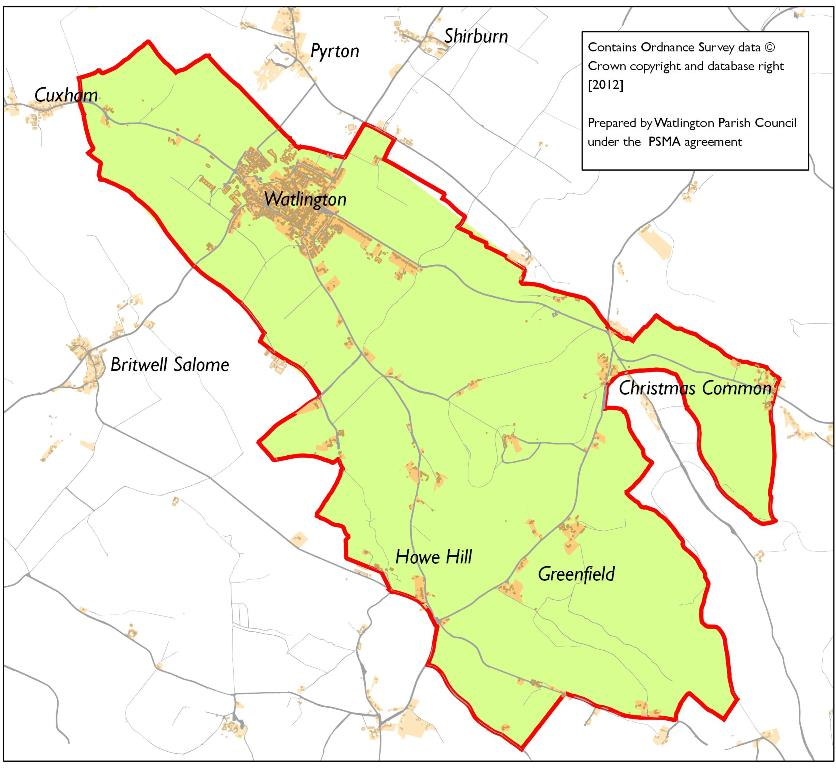 Pyrton
Shirburn
Contains Ordnance Survey data ©
Crown copyright and database right
[2012]
Prepared by Watlington Parish Council
under the PSMA agreement
Cuxham
Watlington
Britwell Salome
Christmas Common
Howe Hill
Greenfield